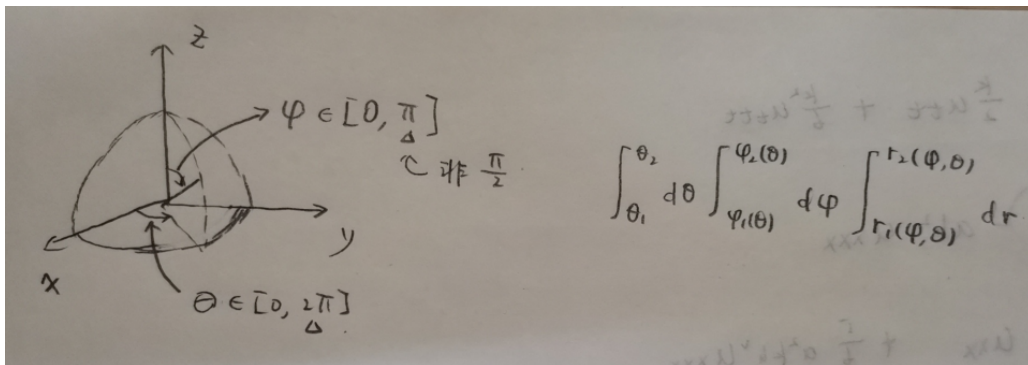 z
φ ∈ [0, π]
非 π/2
y
x
θ ∈ [0, 2π]
∫_{θ₁}^{θ₂} dθ ∫_{φ₁(θ)}^{φ₂(θ)} dφ ∫_{r₁(φ,θ)}^{r₂(φ,θ)} dr